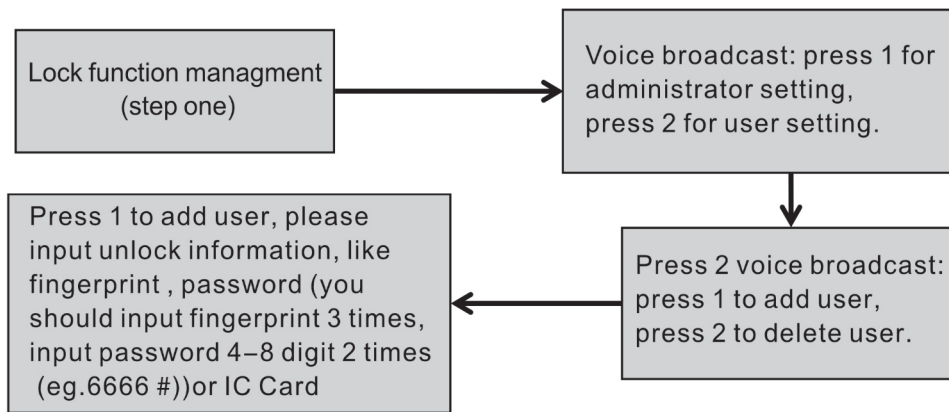 Lock function managment
(step one)
Voice broadcast: press 1 for
administrator setting,
press 2 for user setting.
Press 2 voice broadcast:
press 1 to add user,
press 2 to delete user.
Press 1 to add user, please
input unlock information, like
fingerprint , password (you
should input fingerprint 3 times,
input password 4–8 digit 2 times
(eg.6666 #))or IC Card